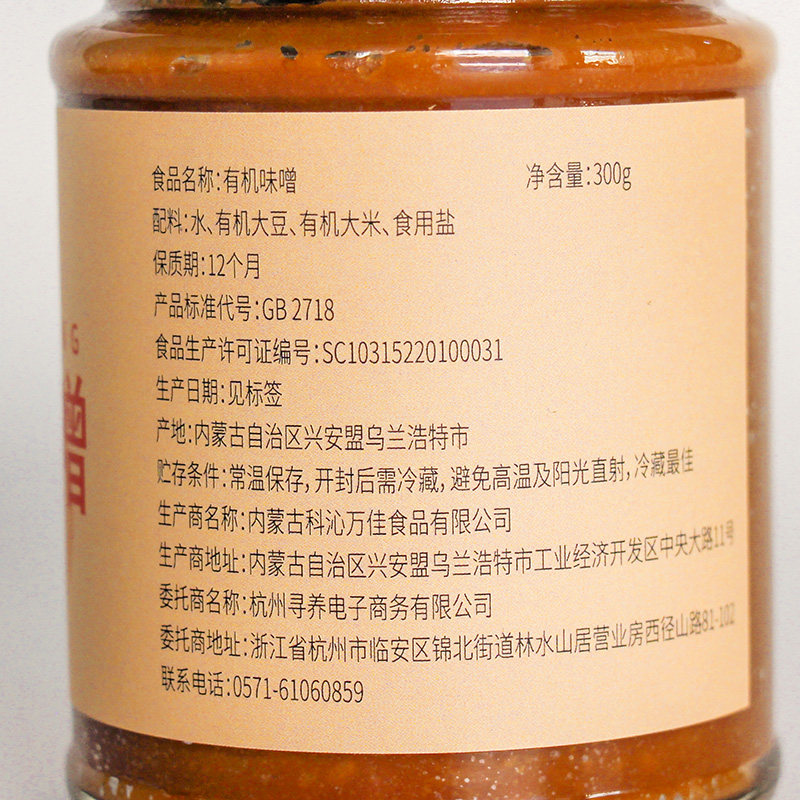 食品名称:有机味噌 净含量:300g
配料:水、有机大豆、有机大米、食用盐
保质期:12个月
产品标准代号:GB 2718
食品生产许可证编号:SC10315220100031
生产日期:见标签
产地:内蒙古自治区兴安盟乌兰浩特市
贮存条件:常温保存,开封后需冷藏,避免高温及阳光直射,冷藏最佳
生产商名称:内蒙古科沁万佳食品有限公司
生产商地址:内蒙古自治区兴安盟乌兰浩特市工业经济开发区中央大路11号
委托商名称:杭州寻养电子商务有限公司
委托商地址:浙江省杭州市临安区锦北街道林水山居营业房西径山路81-102
联系电话:0571-61060859
G